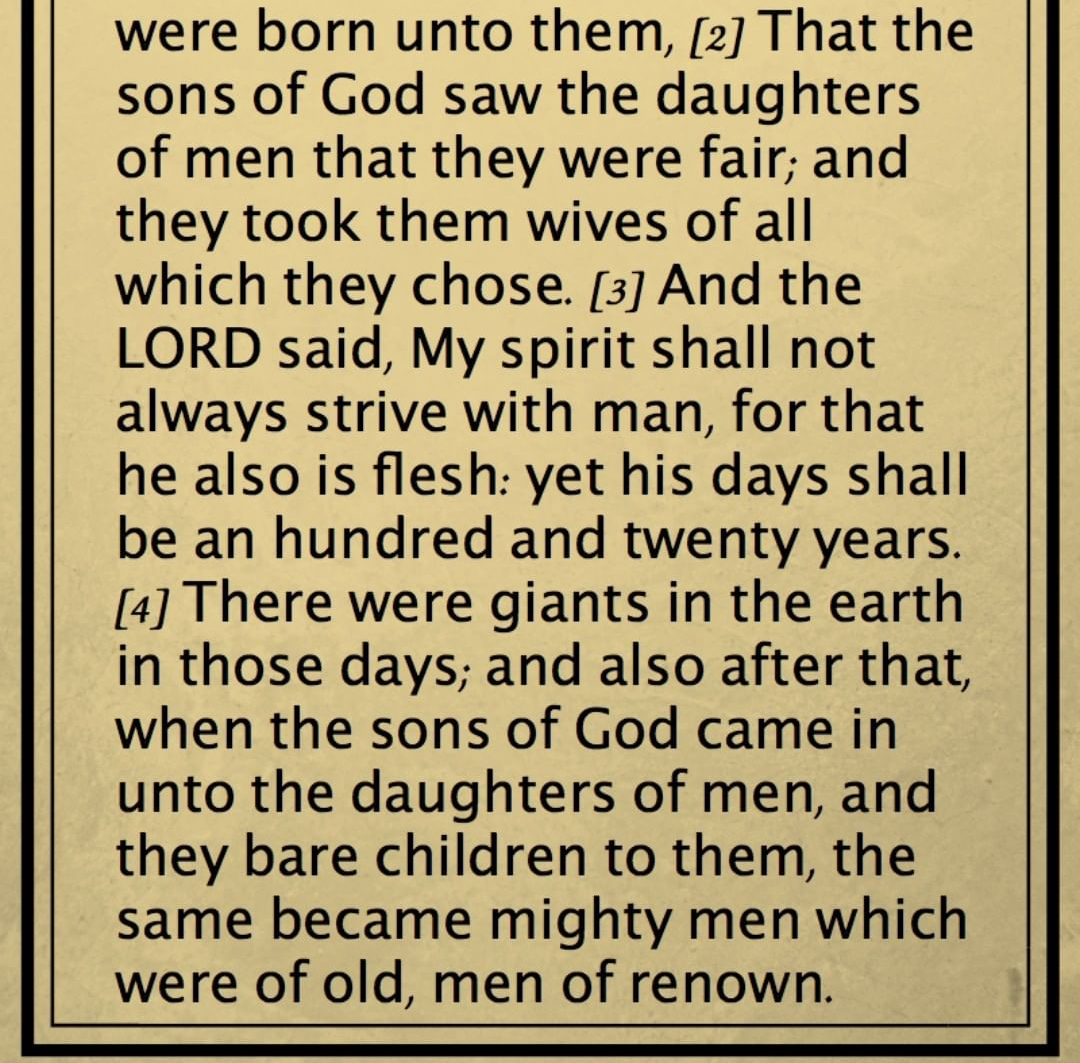 were born unto them, [2] That the
sons of God saw the daughters
of men that they were fair; and
they took them wives of all
which they chose. [3] And the
LORD said, My spirit shall not
always strive with man, for that
he also is flesh: yet his days shall
be an hundred and twenty years.
[4] There were giants in the earth
in those days; and also after that,
when the sons of God came in
unto the daughters of men, and
they bare children to them, the
same became mighty men which
were of old, men of renown.